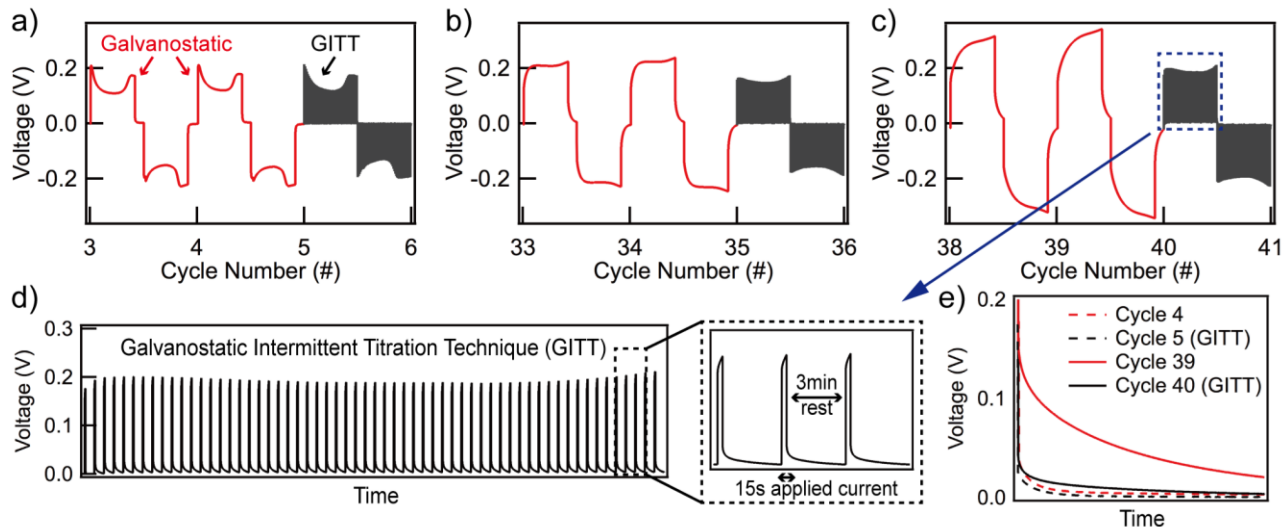 a)
Galvanostatic
GITT
Voltage (V)
0.2
0.0
-0.2
3
4
5
6
Cycle Number (#)
b)
Voltage (V)
0.2
0.0
-0.2
33
34
35
36
Cycle Number (#)
c)
Voltage (V)
0.2
0.0
-0.2
38
39
40
41
Cycle Number (#)
d)
Voltage (V)
0.3
0.2
0.1
0.0
Galvanostatic Intermittent Titration Technique (GITT)
Time
3min
rest
15s applied current
e)
Voltage (V)
0.2
0.1
0.0
Cycle 4
Cycle 5 (GITT)
Cycle 39
Cycle 40 (GITT)
Time